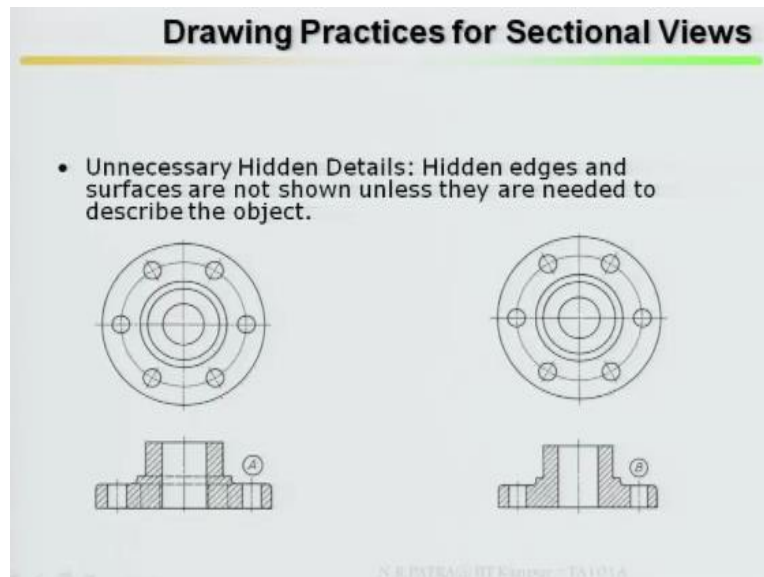 Drawing Practices for Sectional Views
• Unnecessary Hidden Details: Hidden edges and
surfaces are not shown unless they are needed to
describe the object.
A
B